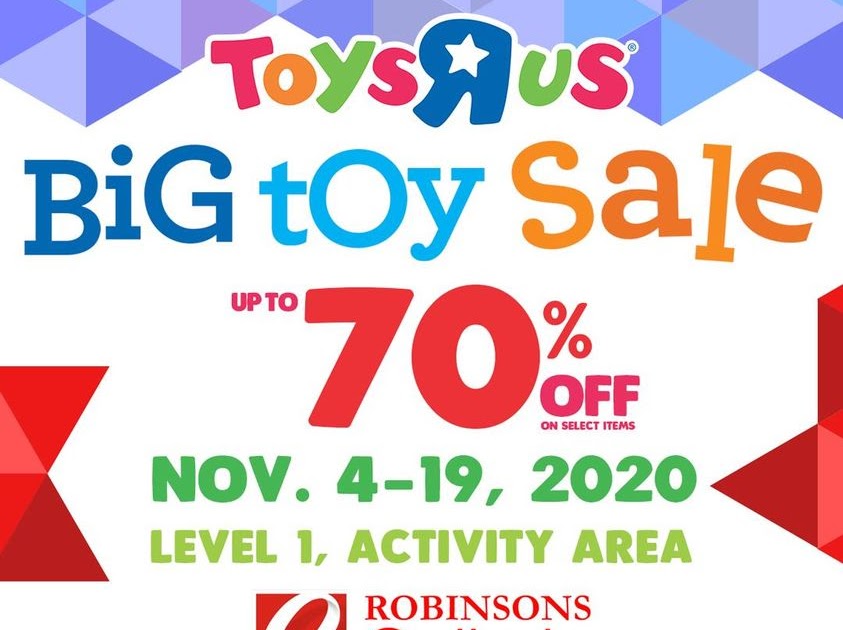 TOYSRUS®
BiG tOy Sale
UP TO 70% OFF
ON SELECT ITEMS
NOV. 4-19, 2020
LEVEL 1, ACTIVITY AREA
ROBINSONS